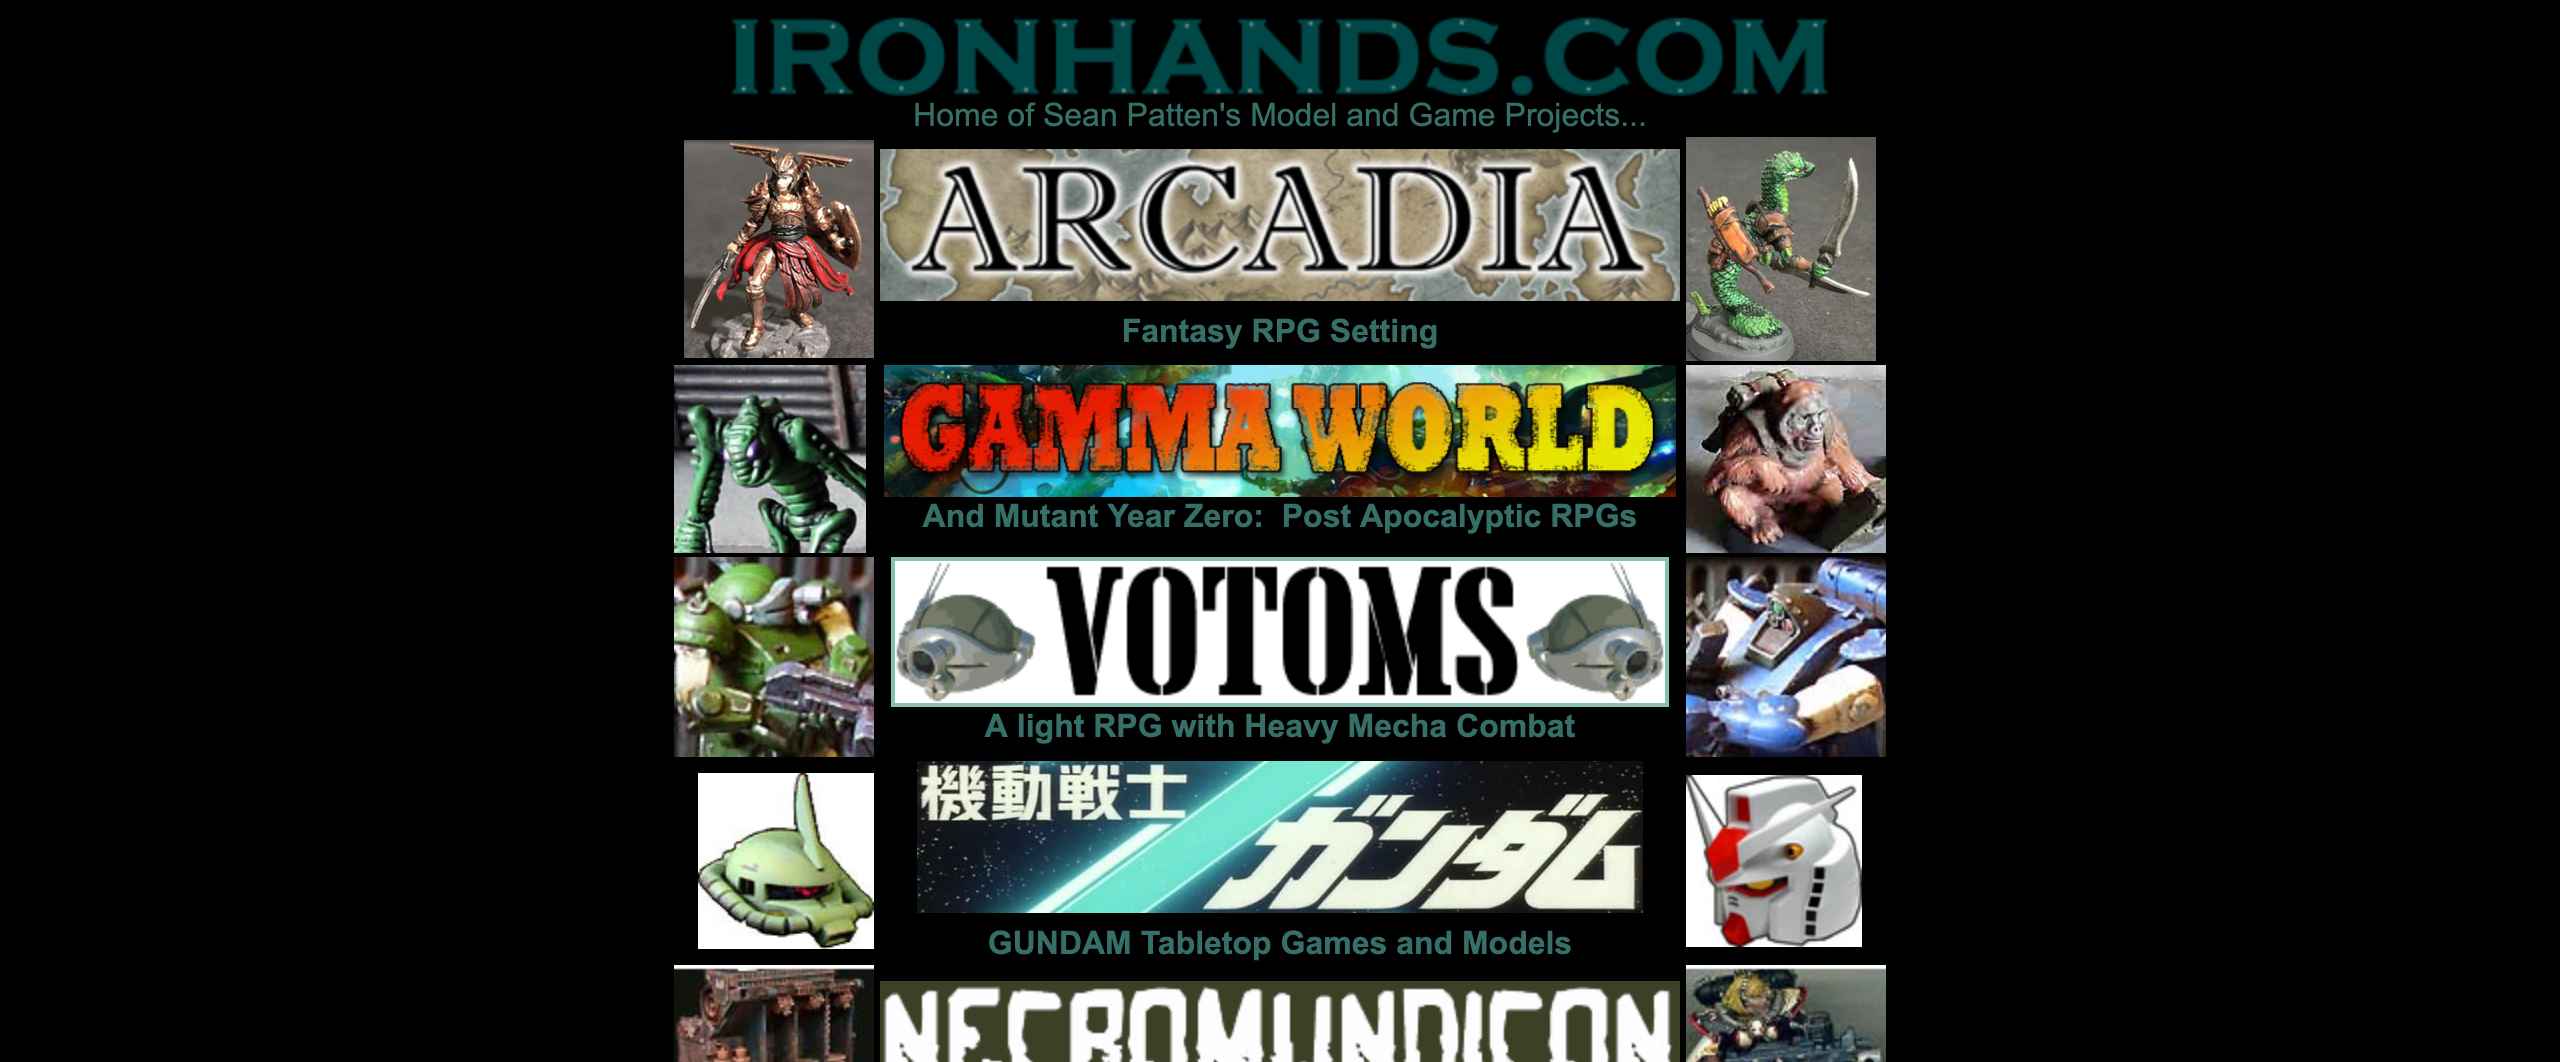 IRONHANDS.COM
Home of Sean Patten's Model and Game Projects...
ARCADIA
Fantasy RPG Setting
GAMMA WORLD
And Mutant Year Zero:  Post Apocalyptic RPGs
VOTOMS
A light RPG with Heavy Mecha Combat
機動戦士
ガンダム
GUNDAM Tabletop Games and Models
NECROMUNDICON